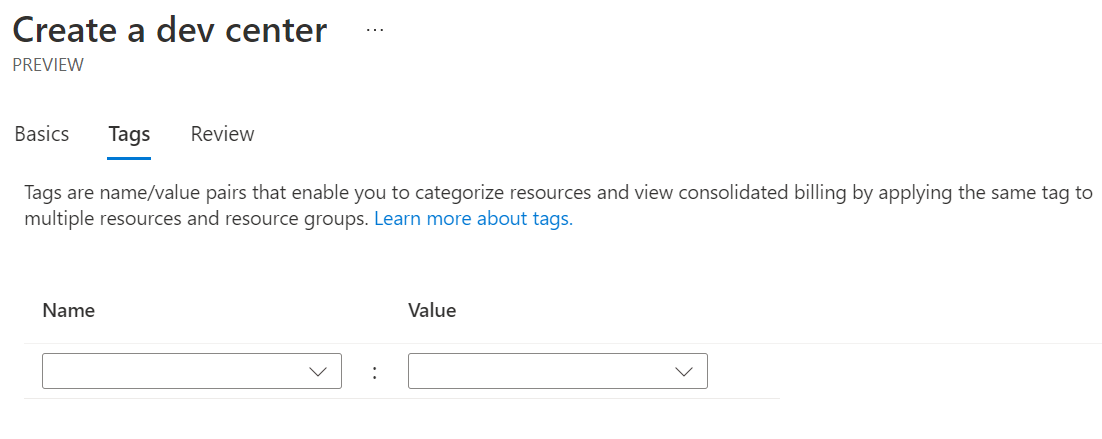 Create a dev center ...
PREVIEW
Basics Tags Review
Tags are name/value pairs that enable you to categorize resources and view consolidated billing by applying the same tag to
multiple resources and resource groups. Learn more about tags.
Name Value
: